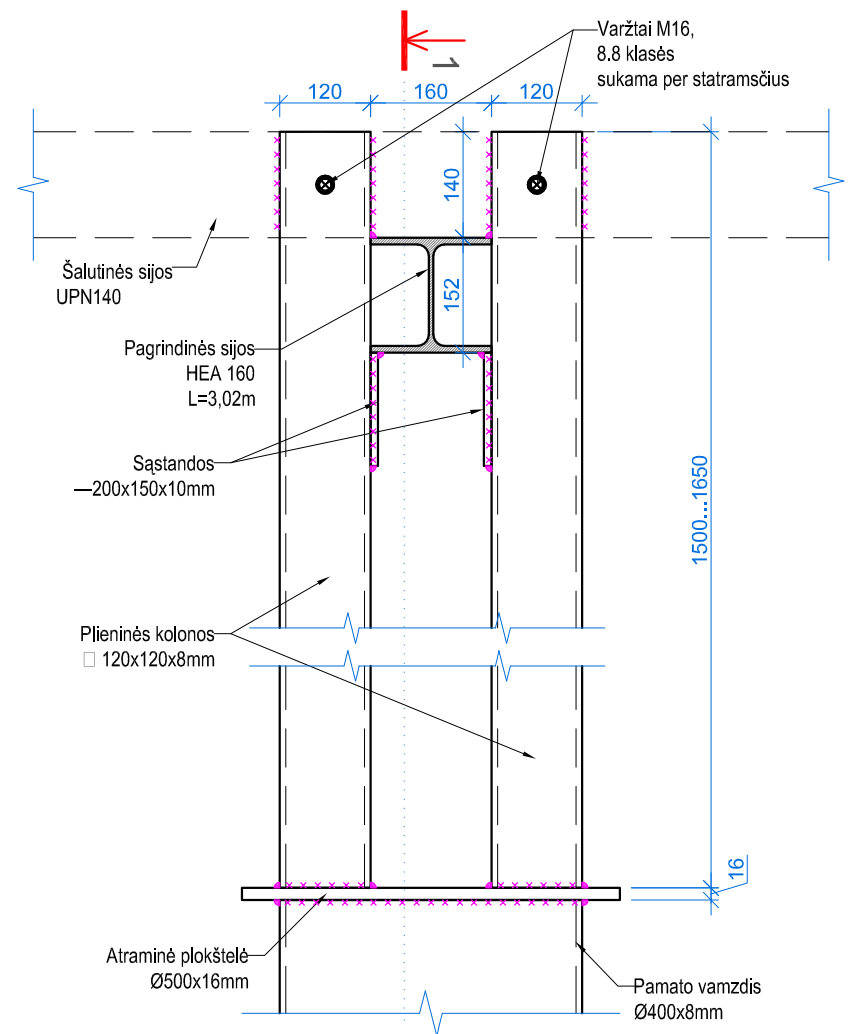 Varžtai M16,
8.8 klasės
sukama per statramsčius
1
120
160
120
140
Šalutinės sijos
UPN140
152
Pagrindinės sijos
HEA 160
L=3,02m
Sąstandos
—200x150x10mm
1500...1650
Plieninės kolonos
□ 120x120x8mm
16
Atraminė plokštelė
Ø500x16mm
Pamato vamzdis
Ø400x8mm